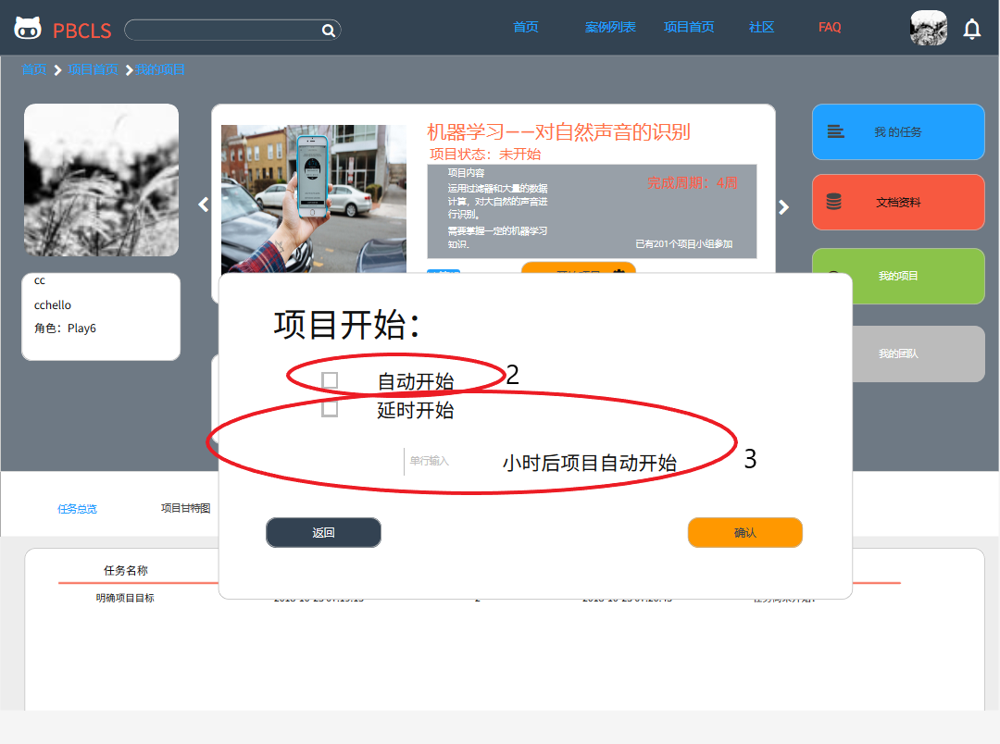 PBCLS
首页
案例列表
项目首页
社区
FAQ
首页
项目首页
我的项目
机器学习——对自然声音的识别
项目状态：未开始
项目内容
运用过滤器和大量的数据
计算，对大自然的声音进
行识别。
需要掌握一定的机器学习
知识。
完成周期：4周
已有201个项目小组参加
我 的任务
文档资料
我的项目
我的团队
cc
cchello
角色：Play6
项目开始：
自动开始
2
延时开始
单行输入
小时后项目自动开始
3
返回
确认
任务总览
项目甘特图
任务名称
明确项目目标